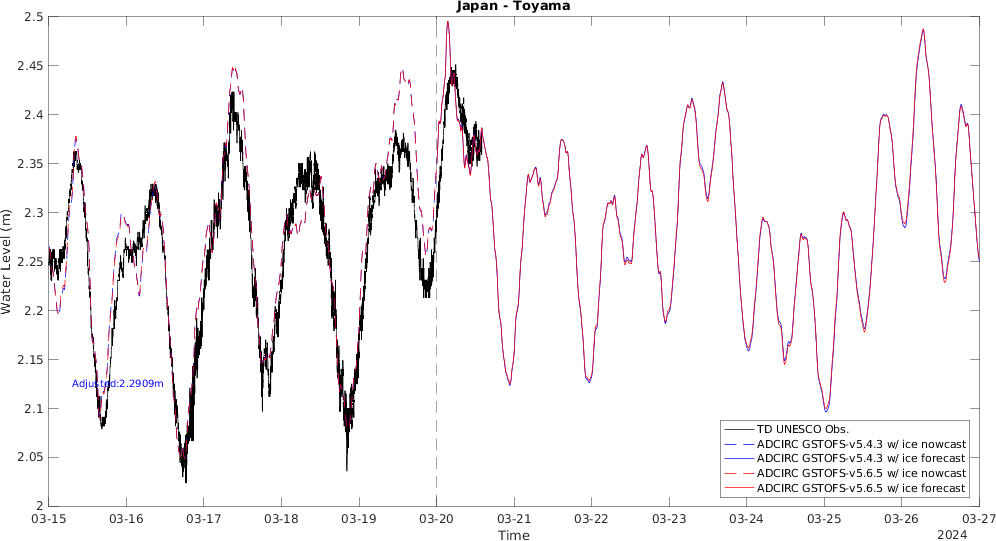 Japan - Toyama
2.5
2.45
2.4
2.35
2.3
2.25
2.2
2.15
2.1
2.05
2
Water Level (m)
Adjusted:2.2909m
TD UNESCO Obs.
ADCIRC GSTOFS-v5.4.3 w/ ice nowcast
ADCIRC GSTOFS-v5.4.3 w/ ice forecast
ADCIRC GSTOFS-v5.6.5 w/ ice nowcast
ADCIRC GSTOFS-v5.6.5 w/ ice forecast
03-15 03-16 03-17 03-18 03-19 03-20 03-21 03-22 03-23 03-24 03-25 03-26 03-27
Time
2024